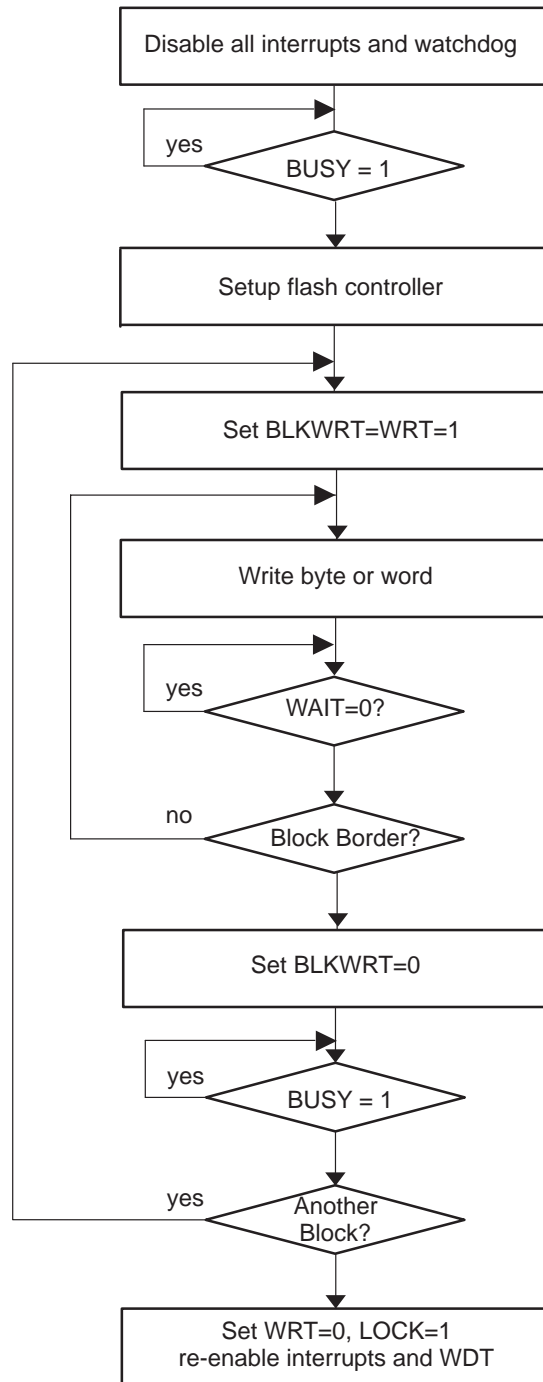 Disable all interrupts and watchdog
yes
BUSY = 1
Setup flash controller
Set BLKWRT=WRT=1
Write byte or word
yes
WAIT=0?
no
Block Border?
Set BLKWRT=0
yes
BUSY = 1
yes
Another
Block?
Set WRT=0, LOCK=1
re-enable interrupts and WDT